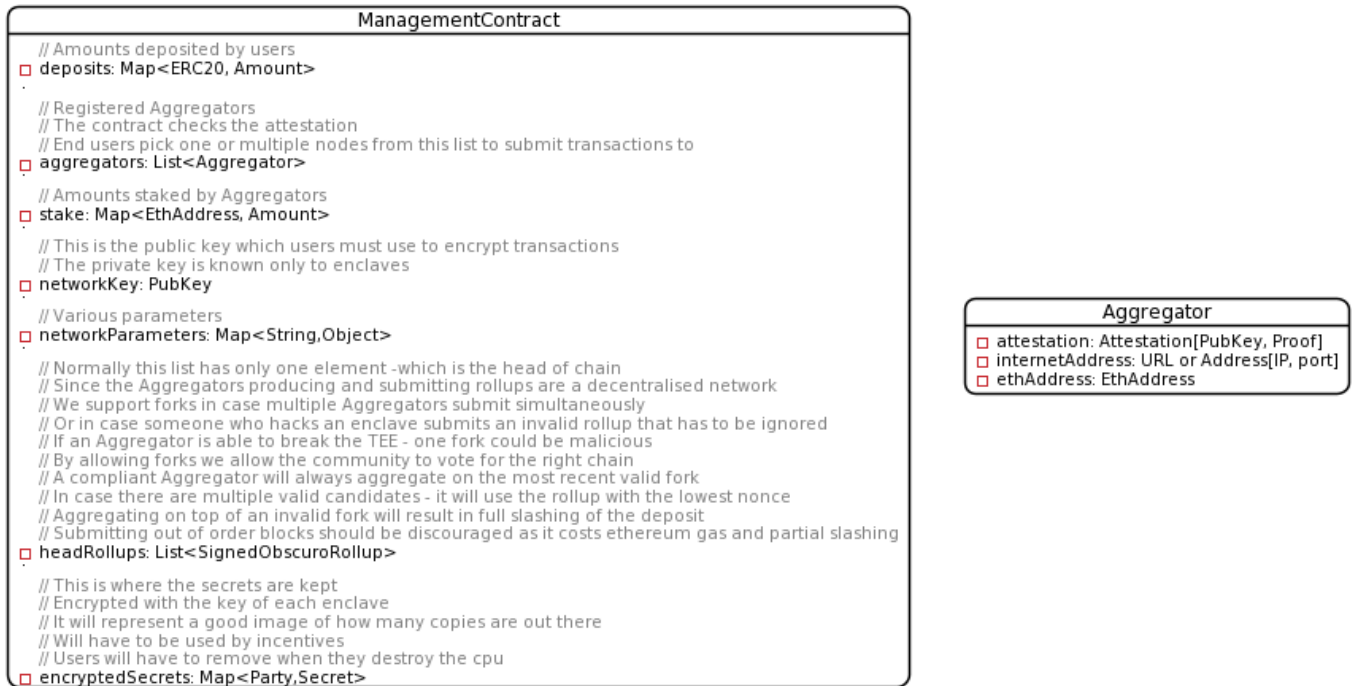 ManagementContract
// Amounts deposited by users
deposits: Map<ERC20, Amount>
// Registered Aggregators
// The contract checks the attestation
// End users pick one or multiple nodes from this list to submit transactions to
aggregators: List<Aggregator>
// Amounts staked by Aggregators
stake: Map<EthAddress, Amount>
// This is the public key which users must use to encrypt transactions
// The private key is known only to enclaves
networkKey: PubKey
// Various parameters
networkParameters: Map<String,Object>
// Normally this list has only one element -which is the head of chain
// Since the Aggregators producing and submitting rollups are a decentralised network
// We support forks in case multiple Aggregators submit simultaneously
// Or in case someone who hacks an enclave submits an invalid rollup that has to be ignored
// If an Aggregator is able to break the TEE - one fork could be malicious
// By allowing forks we allow the community to vote for the right chain
// A compliant Aggregator will always aggregate on the most recent valid fork
// In case there are multiple valid candidates - it will use the rollup with the lowest nonce
// Aggregating on top of an invalid fork will result in full slashing of the deposit
// Submitting out of order blocks should be discouraged as it costs ethereum gas and partial slashing
headRollups: List<SignedObscuroRollup>
// This is where the secrets are kept
// Encrypted with the key of each enclave
// It will represent a good image of how many copies are out there
// Will have to be used by incentives
// Users will have to remove when they destroy the cpu
encryptedSecrets: Map<Party,Secret>
Aggregator
attestation: Attestation[PubKey, Proof]
internetAddress: URL or Address[IP, port]
ethAddress: EthAddress